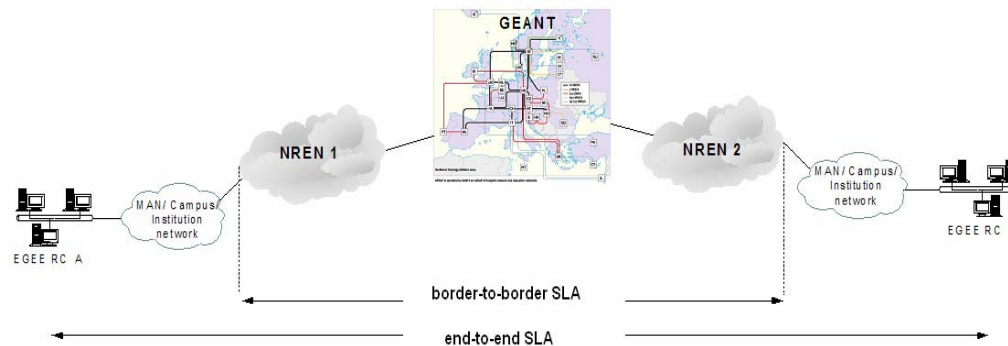 GEANT
NREN 1
NREN 2
MAN/ Campus/
Institution
network
MAN/ Campus/
Institution
network
EGEE RC A
EGEE RC
border-to-border SLA
end-to-end SLA